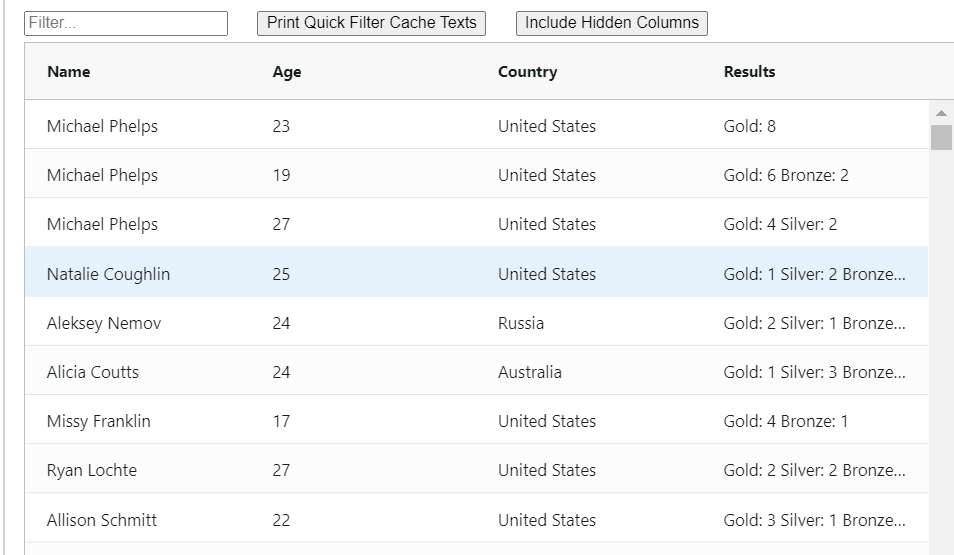 Filter... Print Quick Filter Cache Texts Include Hidden Columns
Name Age Country Results
Michael Phelps 23 United States Gold: 8
Michael Phelps 19 United States Gold: 6 Bronze: 2
Michael Phelps 27 United States Gold: 4 Silver: 2
Natalie Coughlin 25 United States Gold: 1 Silver: 2 Bronze...
Aleksey Nemov 24 Russia Gold: 2 Silver: 1 Bronze...
Alicia Coutts 24 Australia Gold: 1 Silver: 3 Bronze...
Missy Franklin 17 United States Gold: 4 Bronze: 1
Ryan Lochte 27 United States Gold: 2 Silver: 2 Bronze...
Allison Schmitt 22 United States Gold: 3 Silver: 1 Bronze...